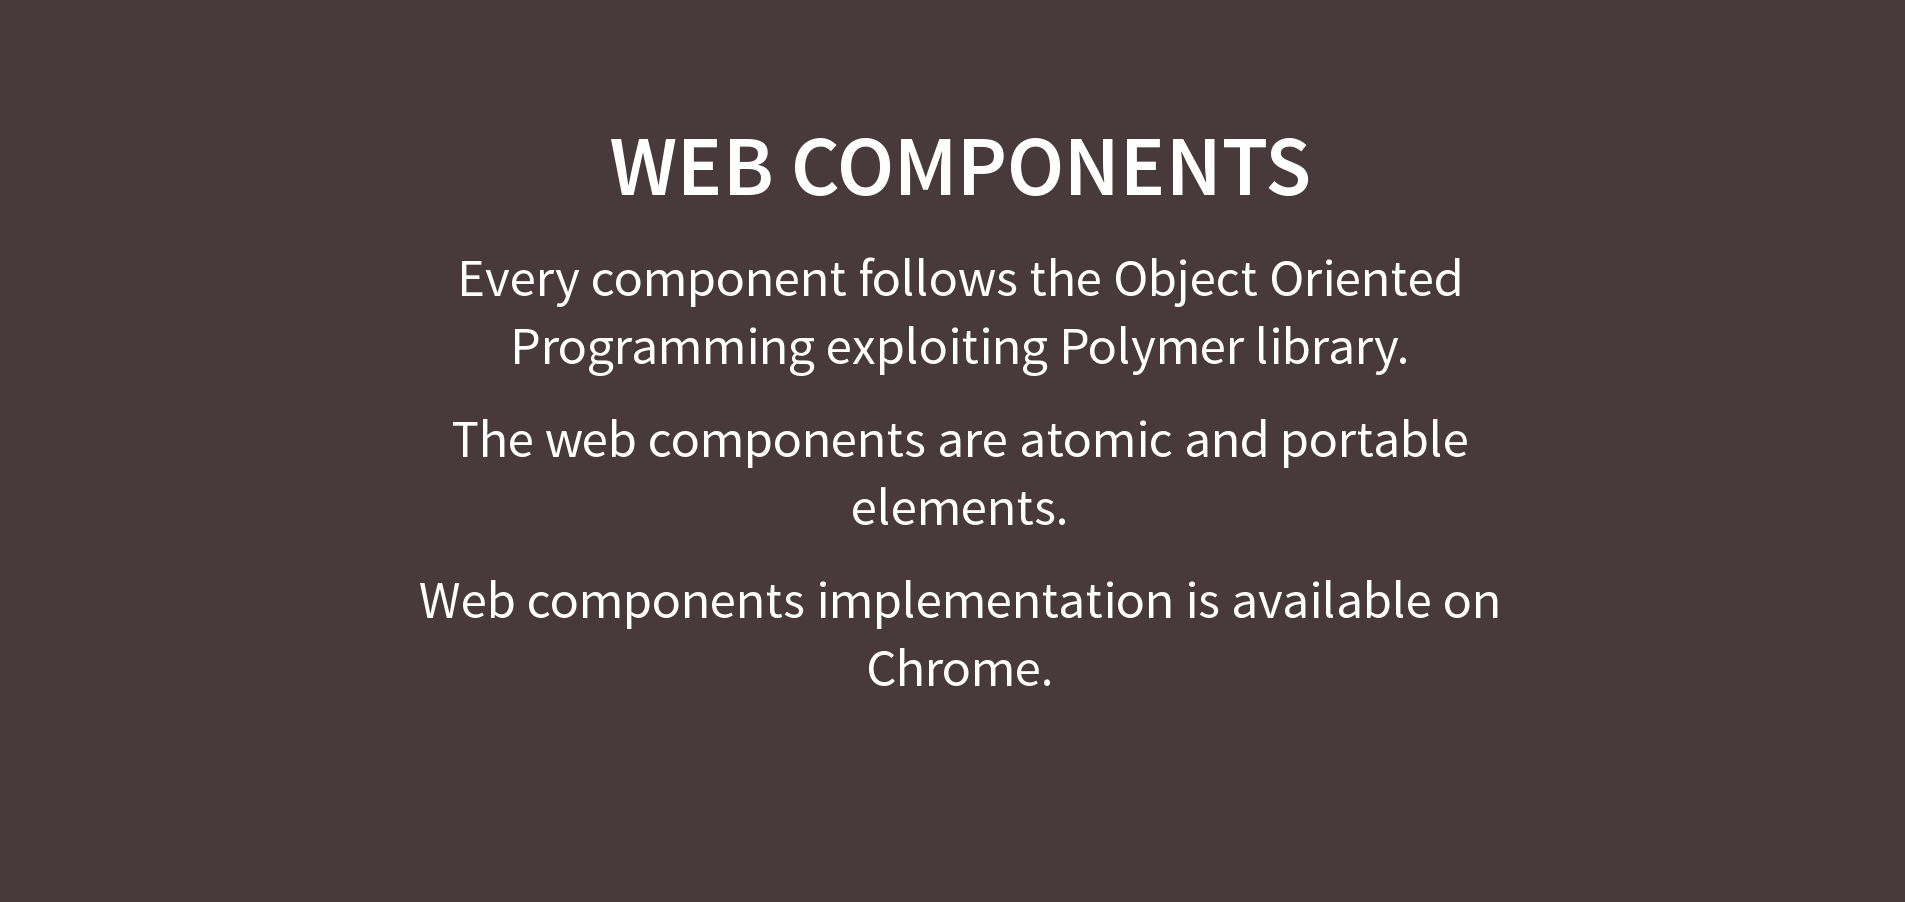 WEB COMPONENTS
Every component follows the Object Oriented
Programming exploiting Polymer library.
The web components are atomic and portable
elements.
Web components implementation is available on
Chrome.